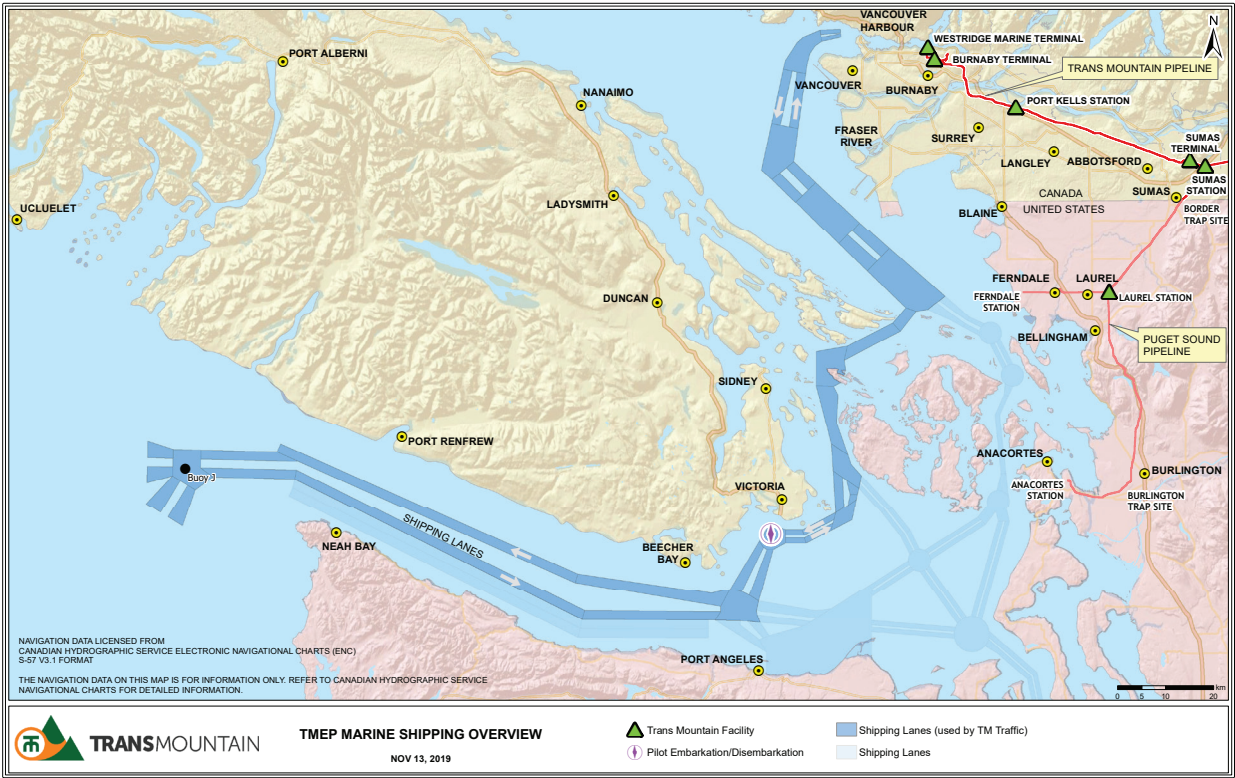 VANCOUVER
HARBOUR
N
WESTRIDGE MARINE TERMINAL
BURNABY TERMINAL
PORT ALBERNI
TRANS MOUNTAIN PIPELINE
VANCOUVER
BURNABY
NANAIMO
PORT KELLS STATION
FRASER
RIVER
SURREY
SUMAS
TERMINAL
LANGLEY
ABBOTSFORD
SUMAS
STATION
CANADA
SUMAS
UCLUELET
LADYSMITH
BLAINE
UNITED STATES
BORDER
TRAP SITE
FERNDALE
LAUREL
DUNCAN
FERNDALE
STATION
LAUREL STATION
BELLINGHAM
PUGET SOUND
PIPELINE
SIDNEY
PORT RENFREW
ANACORTES
BURLINGTON
Buoy J
VICTORIA
ANACORTES
STATION
BURLINGTON
TRAP SITE
SHIPPING LANES
NEAH BAY
BEECHER
BAY
NAVIGATION DATA LICENSED FROM
CANADIAN HYDROGRAPHIC SERVICE ELECTRONIC NAVIGATIONAL CHARTS (ENC)
S-57 V3.1 FORMAT
PORT ANGELES
THE NAVIGATION DATA ON THIS MAP IS FOR INFORMATION ONLY. REFER TO CANADIAN HYDROGRAPHIC SERVICE
NAVIGATIONAL CHARTS FOR DETAILED INFORMATION.
km
0 5 10 20
TRANSMOUNTAIN
TMEP MARINE SHIPPING OVERVIEW
NOV 13, 2019
Trans Mountain Facility
Shipping Lanes (used by TM Traffic)
Pilot Embarkation/Disembarkation
Shipping Lanes